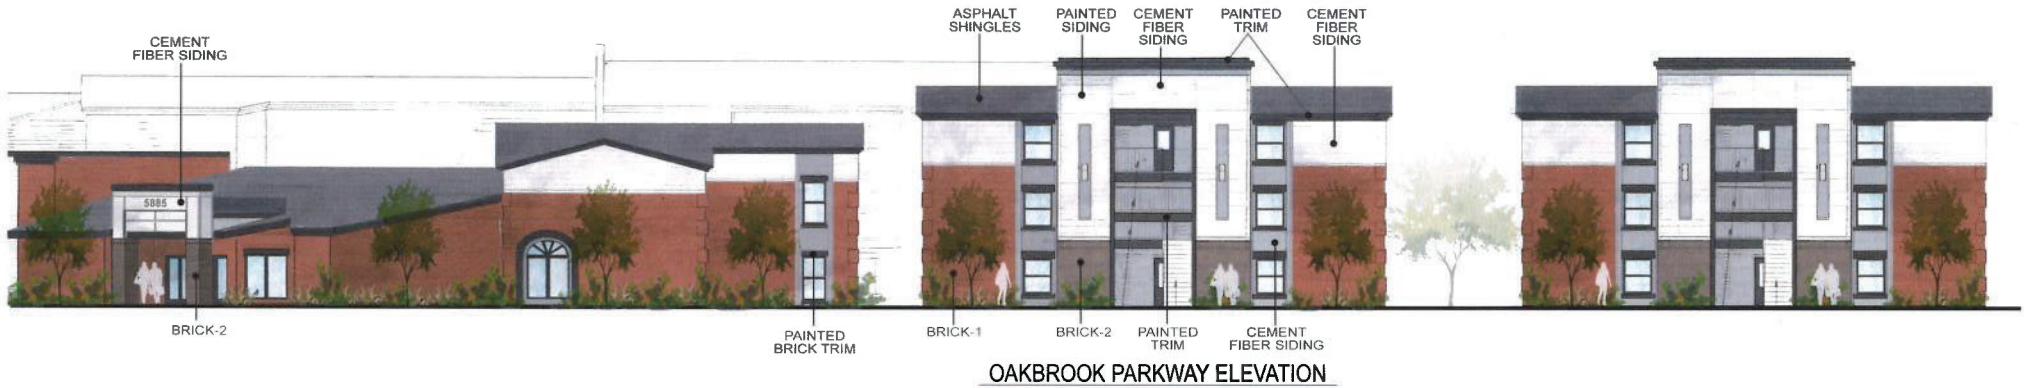 CEMENT
FIBER SIDING
ASPHALT
SHINGLES
PAINTED
SIDING
CEMENT
FIBER
SIDING
PAINTED
TRIM
CEMENT
FIBER
SIDING
5885
BRICK-2
PAINTED
BRICK TRIM
BRICK-1
BRICK-2
PAINTED
TRIM
CEMENT
FIBER SIDING
OAKBROOK PARKWAY ELEVATION